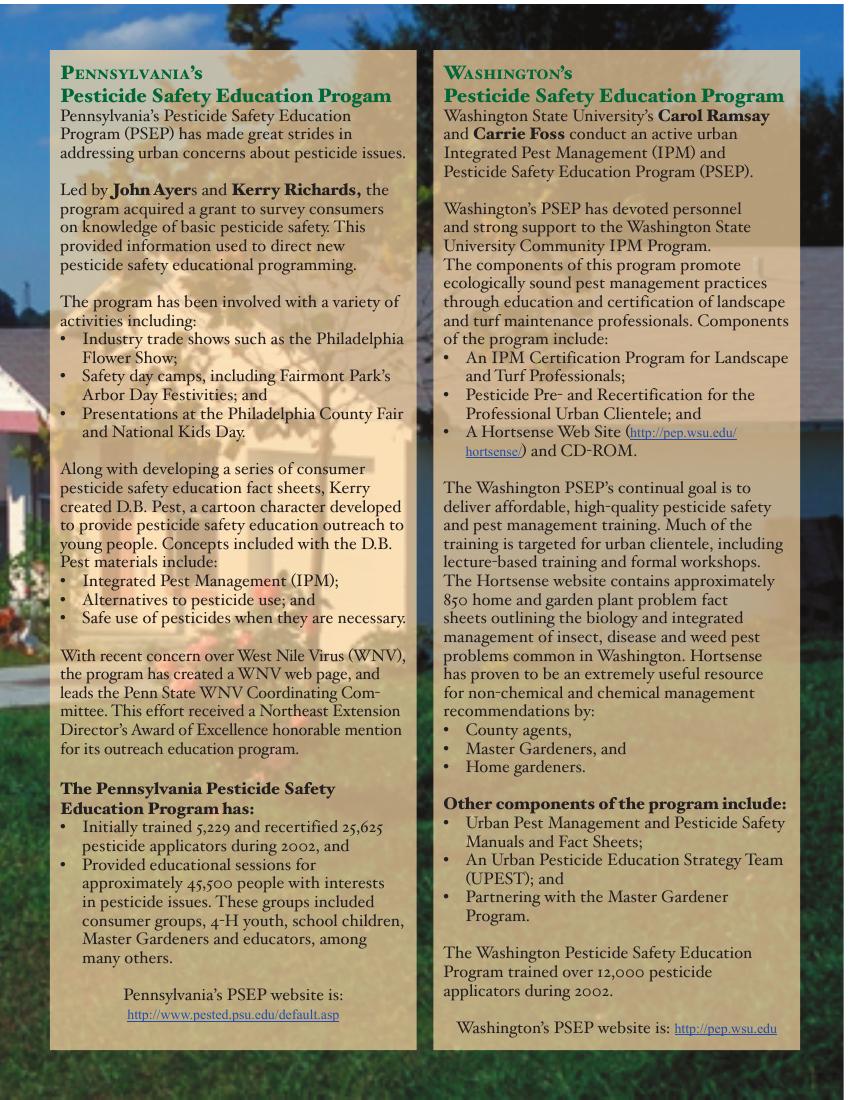 PENNSYLVANIA's
Pesticide Safety Education Progam
Pennsylvania's Pesticide Safety Education
Program (PSEP) has made great strides in
addressing urban concerns about pesticide issues.
Led by John Ayers and Kerry Richards, the
program acquired a grant to survey consumers
on knowledge of basic pesticide safety. This
provided information used to direct new
pesticide safety educational programming.
The program has been involved with a variety of
activities including:
• Industry trade shows such as the Philadelphia
Flower Show;
• Safety day camps, including Fairmont Park's
Arbor Day Festivities; and
• Presentations at the Philadelphia County Fair
and National Kids Day.
Along with developing a series of consumer
pesticide safety education fact sheets, Kerry
created D.B. Pest, a cartoon character developed
to provide pesticide safety education outreach to
young people. Concepts included with the D.B.
Pest materials include:
• Integrated Pest Management (IPM);
• Alternatives to pesticide use; and
• Safe use of pesticides when they are necessary.
With recent concern over West Nile Virus (WNV),
the program has created a WNV web page, and
leads the Penn State WNV Coordinating Com-
mittee. This effort received a Northeast Extension
Director's Award of Excellence honorable mention
for its outreach education program.
The Pennsylvania Pesticide Safety
Education Program has:
• Initially trained 5,229 and recertified 25,625
pesticide applicators during 2002, and
• Provided educational sessions for
approximately 45,500 people with interests
in pesticide issues. These groups included
consumer groups, 4-H youth, school children,
Master Gardeners and educators, among
many others.
Pennsylvania's PSEP website is:
http://www.pested.psu.edu/default.asp
WASHINGTON's
Pesticide Safety Education Program
Washington State University's Carol Ramsay
and Carrie Foss conduct an active urban
Integrated Pest Management (IPM) and
Pesticide Safety Education Program (PSEP).
Washington's PSEP has devoted personnel
and strong support to the Washington State
University Community IPM Program.
The components of this program promote
ecologically sound pest management practices
through education and certification of landscape
and turf maintenance professionals. Components
of the program include:
• An IPM Certification Program for Landscape
and Turf Professionals;
• Pesticide Pre- and Recertification for the
Professional Urban Clientele; and
• A Hortsense Web Site (http://pep.wsu.edu/
hortsense/) and CD-ROM.
The Washington PSEP's continual goal is to
deliver affordable, high-quality pesticide safety
and pest management training. Much of the
training is targeted for urban clientele, including
lecture-based training and formal workshops.
The Hortsense website contains approximately
850 home and garden plant problem fact
sheets outlining the biology and integrated
management of insect, disease and weed pest
problems common in Washington. Hortsense
has proven to be an extremely useful resource
for non-chemical and chemical management
recommendations by:
• County agents,
• Master Gardeners, and
• Home gardeners.
Other components of the program include:
• Urban Pest Management and Pesticide Safety
Manuals and Fact Sheets;
• An Urban Pesticide Education Strategy Team
(UPEST); and
• Partnering with the Master Gardener
Program.
The Washington Pesticide Safety Education
Program trained over 12,000 pesticide
applicators during 2002.
Washington's PSEP website is: http://pep.wsu.edu